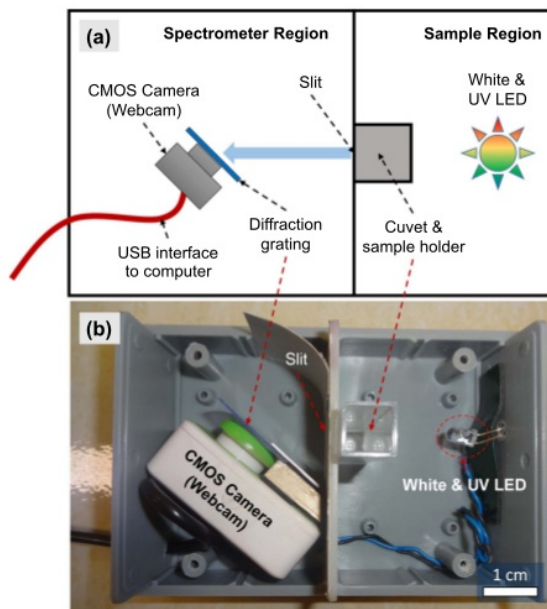 (a)
Spectrometer Region
Sample Region
CMOS Camera
(Webcam)
Slit
White &
UV LED
USB interface
to computer
Diffraction
grating
Cuvet &
sample holder
(b)
Slit
CMOS Camera
(Webcam)
White & UV LED
1 cm